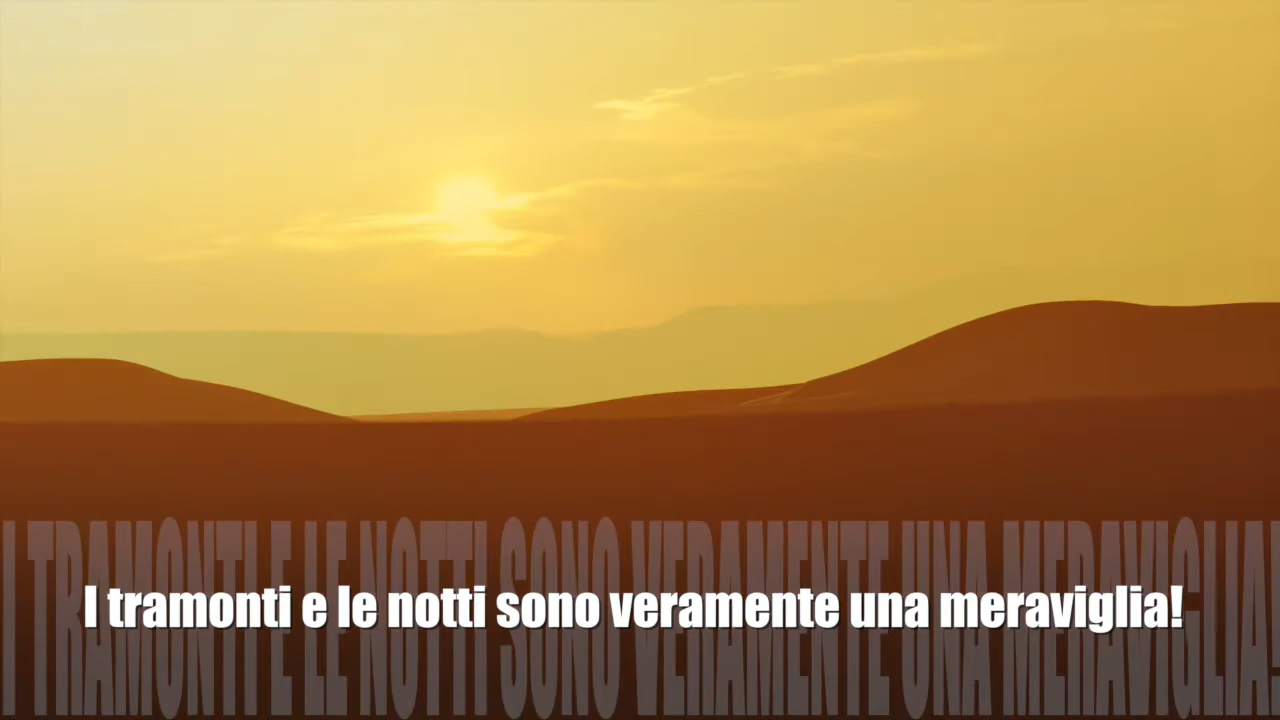 I TRAMONTI E LE NOTTI SONO VERAMENTE UNA MERAVIGLIA!
I tramonti e le notti sono veramente una meraviglia!